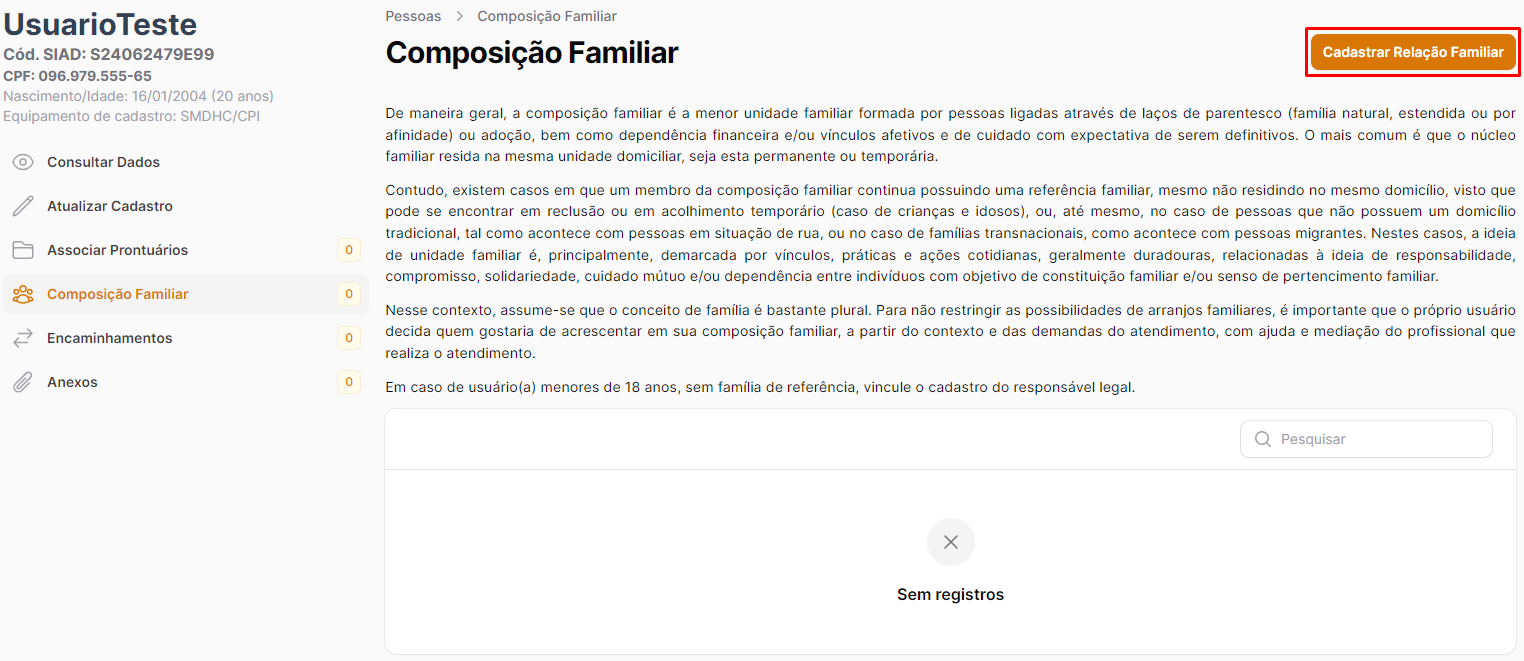 UsuarioTeste
Cód. SIAD: S24062479E99
CPF: 096.979.555-65
Nascimento/Idade: 16/01/2004 (20 anos)
Equipamento de cadastro: SMDHC/CPI
Consultar Dados
Atualizar Cadastro
Associar Prontuários 0
Composição Familiar 0
Encaminhamentos 0
Anexos 0
Pessoas > Composição Familiar
Composição Familiar
Cadastrar Relação Familiar
De maneira geral, a composição familiar é a menor unidade familiar formada por pessoas ligadas através de laços de parentesco (família natural, estendida ou por
afinidade) ou adoção, bem como dependência financeira e/ou vínculos afetivos e de cuidado com expectativa de serem definitivos. O mais comum é que o núcleo
familiar resida na mesma unidade domiciliar, seja esta permanente ou temporária.
Contudo, existem casos em que um membro da composição familiar continua possuindo uma referência familiar, mesmo não residindo no mesmo domicílio, visto que
pode se encontrar em reclusão ou em acolhimento temporário (caso de crianças e idosos), ou, até mesmo, no caso de pessoas que não possuem um domicílio
tradicional, tal como acontece com pessoas em situação de rua, ou no caso de famílias transnacionais, como acontece com pessoas migrantes. Nestes casos, a ideia
de unidade familiar é, principalmente, demarcada por vínculos, práticas e ações cotidianas, geralmente duradouras, relacionadas à ideia de responsabilidade,
compromisso, solidariedade, cuidado mútuo e/ou dependência entre indivíduos com objetivo de constituição familiar e/ou senso de pertencimento familiar.
Nesse contexto, assume-se que o conceito de família é bastante plural. Para não restringir as possibilidades de arranjos familiares, é importante que o próprio usuário
decida quem gostaria de acrescentar em sua composição familiar, a partir do contexto e das demandas do atendimento, com ajuda e mediação do profissional que
realiza o atendimento.
Em caso de usuário(a) menores de 18 anos, sem família de referência, vincule o cadastro do responsável legal.
Pesquisar
Sem registros